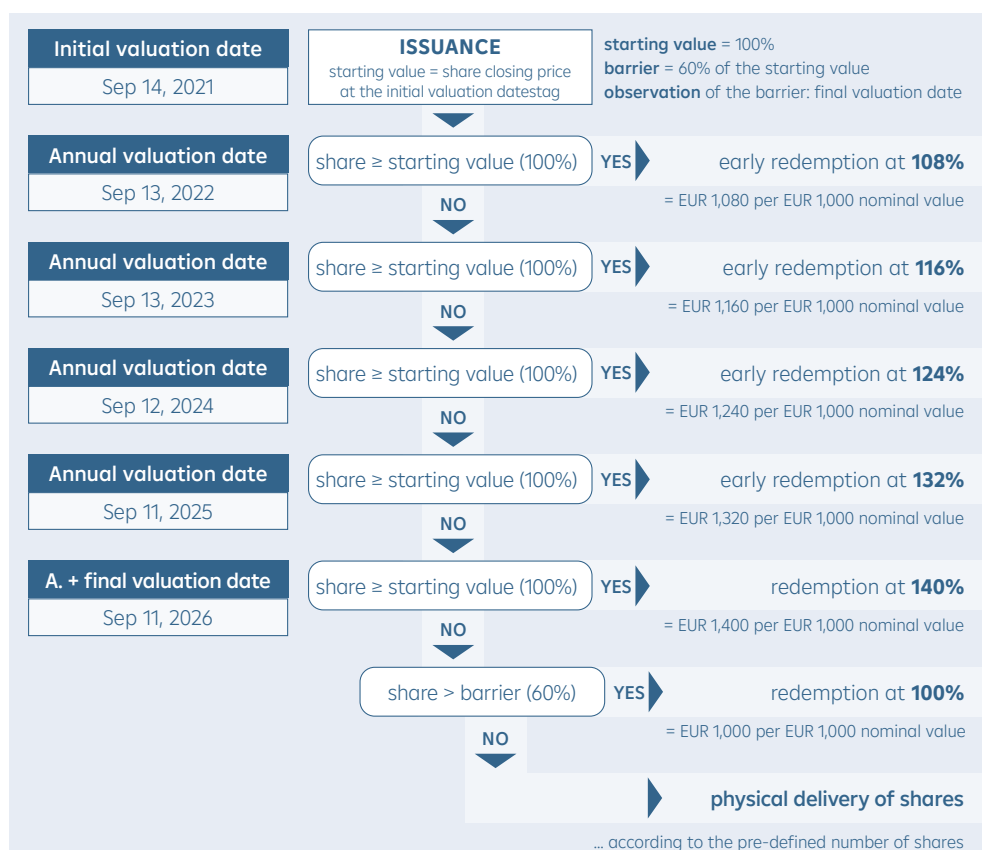 Initial valuation date
Sep 14, 2021
ISSUANCE
starting value = share closing price
at the initial valuation datestag
starting value = 100%
barrier = 60% of the starting value
observation of the barrier: final valuation date
Annual valuation date
Sep 13, 2022
share ≥ starting value (100%)
YES
early redemption at 108%
= EUR 1,080 per EUR 1,000 nominal value
NO
Annual valuation date
Sep 13, 2023
share ≥ starting value (100%)
YES
early redemption at 116%
= EUR 1,160 per EUR 1,000 nominal value
NO
Annual valuation date
Sep 12, 2024
share ≥ starting value (100%)
YES
early redemption at 124%
= EUR 1,240 per EUR 1,000 nominal value
NO
Annual valuation date
Sep 11, 2025
share ≥ starting value (100%)
YES
early redemption at 132%
= EUR 1,320 per EUR 1,000 nominal value
NO
A. + final valuation date
Sep 11, 2026
share ≥ starting value (100%)
YES
redemption at 140%
= EUR 1,400 per EUR 1,000 nominal value
NO
share > barrier (60%)
YES
redemption at 100%
= EUR 1,000 per EUR 1,000 nominal value
NO
physical delivery of shares
... according to the pre-defined number of shares